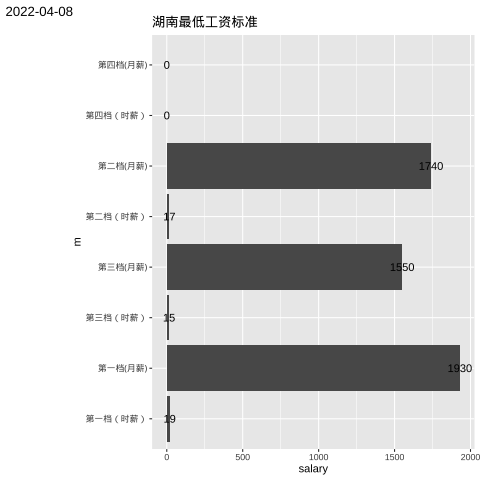 2022-04-08
湖南最低工资标准
第四档(月薪)
0
第四档（时薪）
0
第二档(月薪)
1740
第二档（时薪）
17
m
第三档(月薪)
1550
第三档（时薪）
15
第一档(月薪)
1930
第一档（时薪）
19
0 500 1000 1500 2000
salary